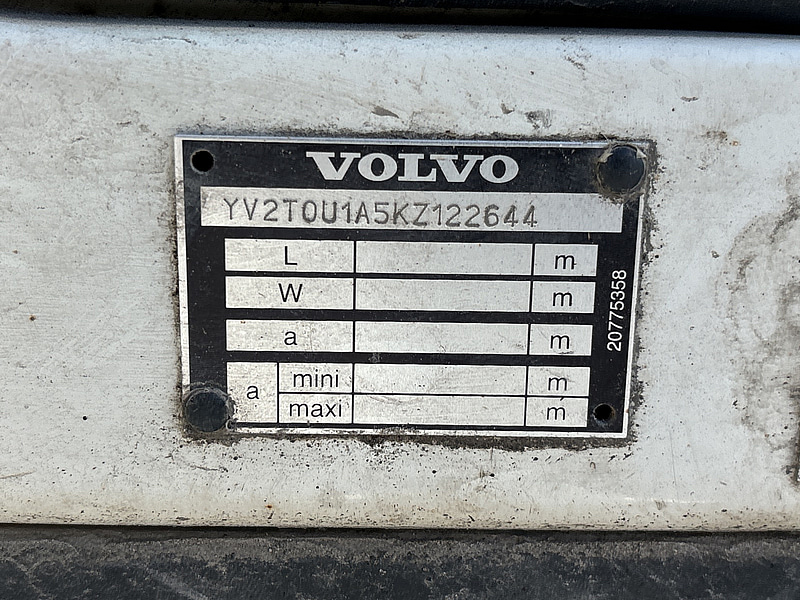 VOLVO
YV2T0U1A5KZ122644
L m
W m
a m
a mini m
maxi m
20775358